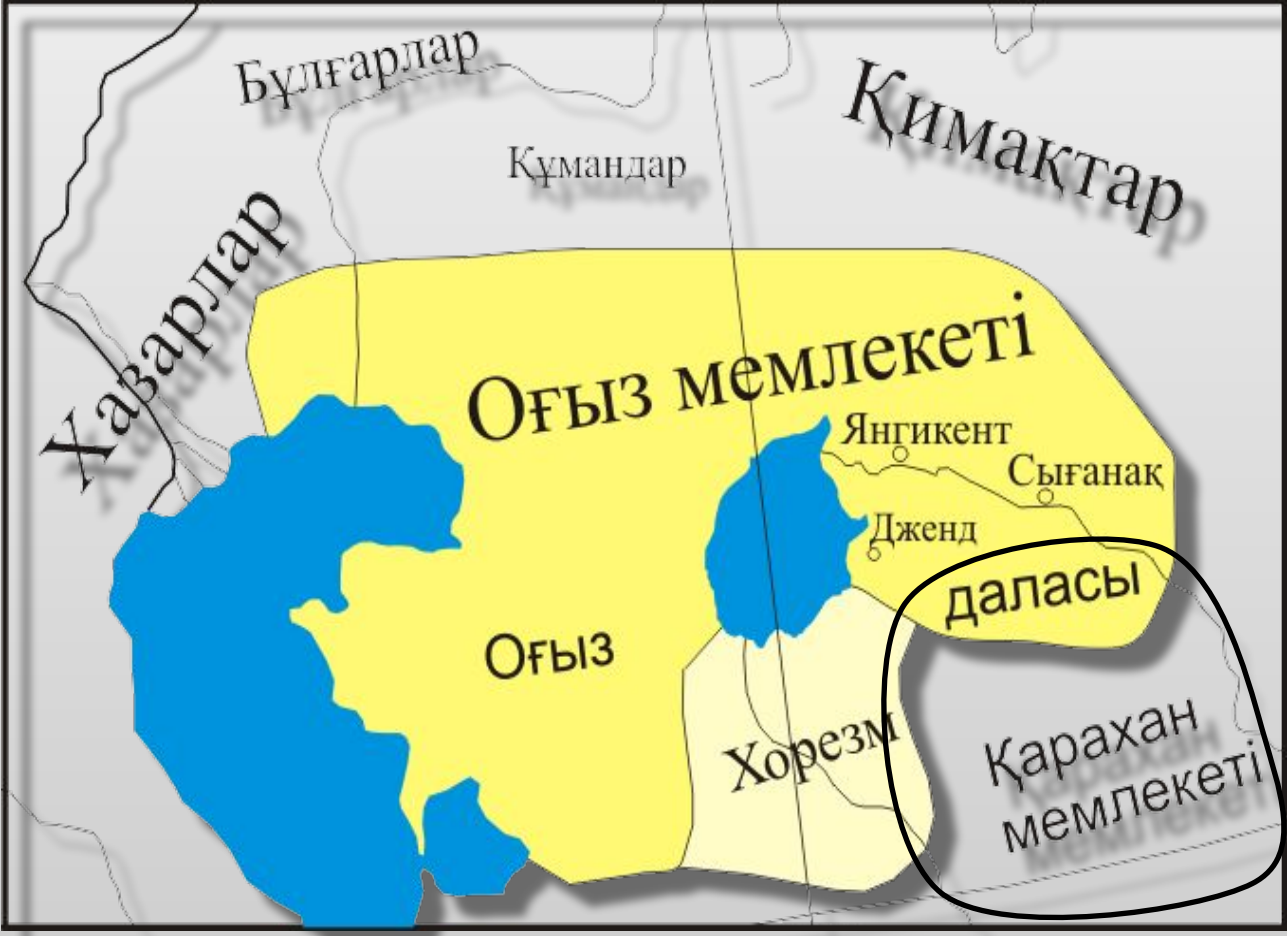 Бұлғарлар
Қимақтар
Құмандар
Хазарлар
Оғыз мемлекеті
Янгикент
Сығанақ
Дженд
даласы
Оғыз
Хорезм
Қарахан
мемлекеті